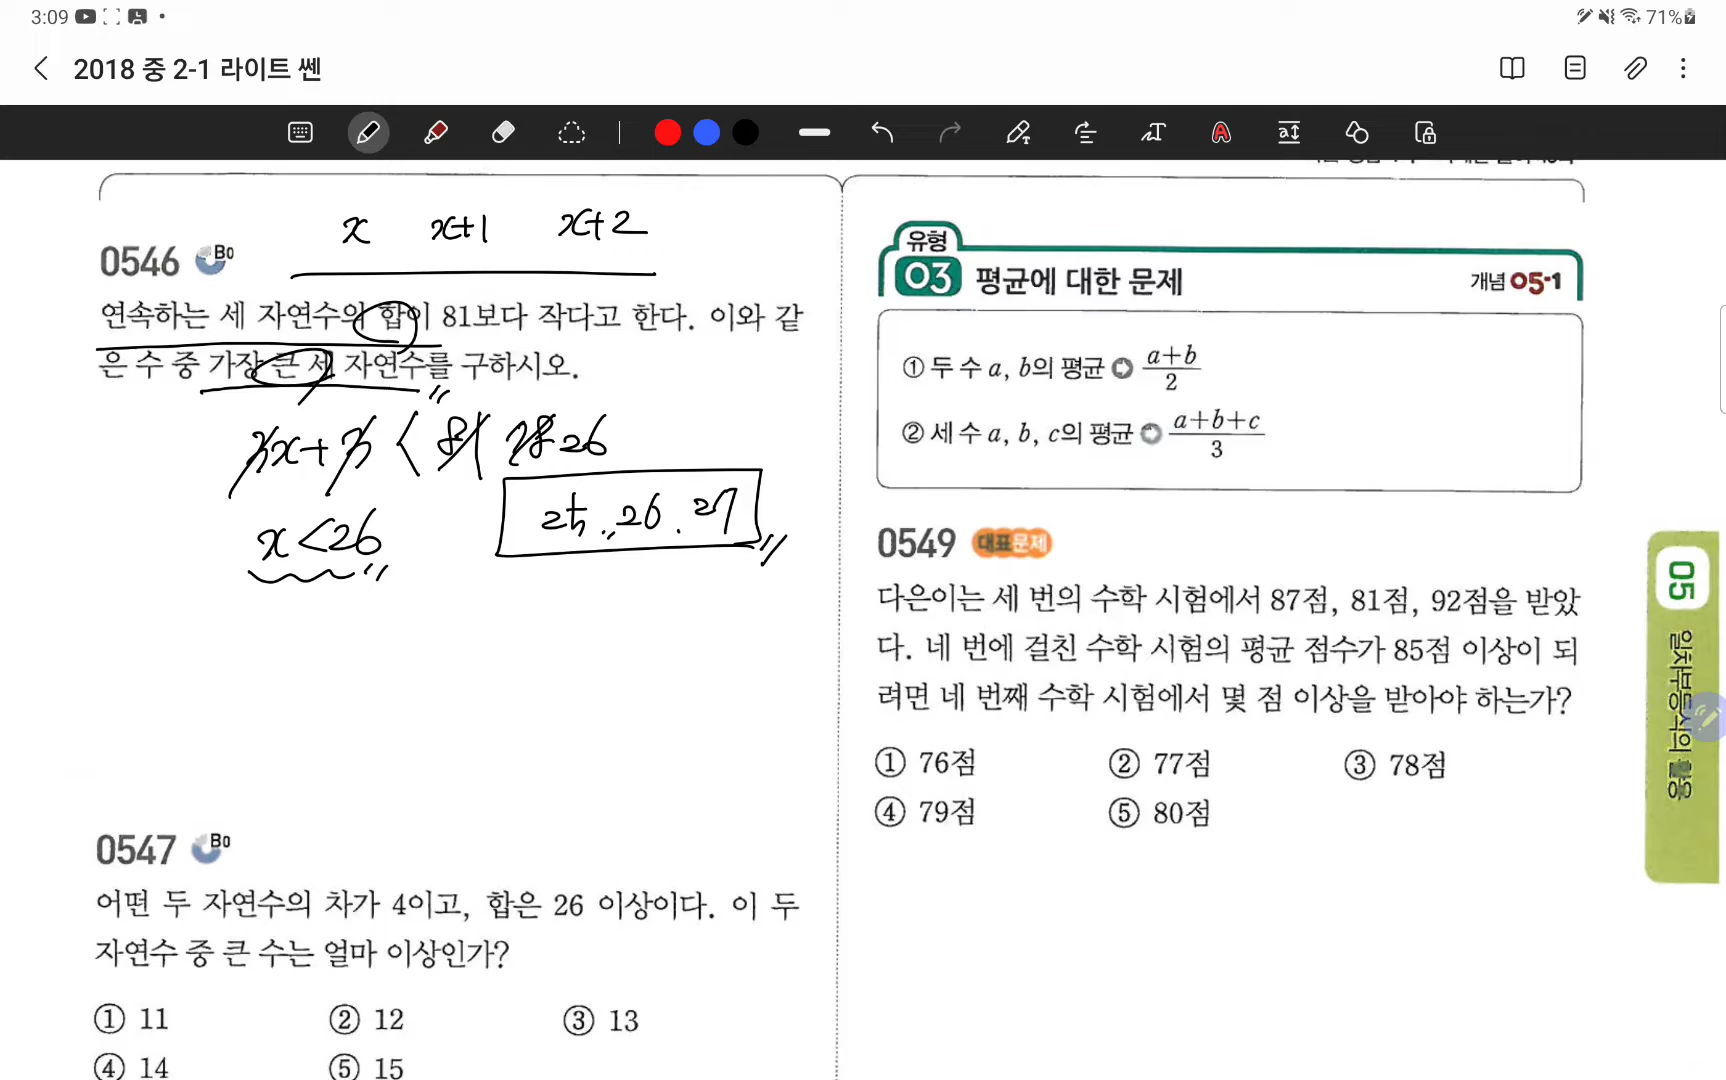 3:09
71%
2018 중 2-1 라이트 쎈
x x+1 x+2
0546 Bo
연속하는 세 자연수의 합이 81보다 작다고 한다. 이와 같
은 수 중 가장 큰 세 자연수를 구하시오.
3x+3 < 81 78 26
x<26
25, 26, 27
0547 Bo
어떤 두 자연수의 차가 4이고, 합은 26 이상이다. 이 두
자연수 중 큰 수는 얼마 이상인가?
① 11 ② 12 ③ 13
④ 14 ⑤ 15
유형
03 평균에 대한 문제 개념 05-1
① 두 수 a, b의 평균 ➡ a+b/2
② 세 수 a, b, c의 평균 ➡ a+b+c/3
0549 대표문제
다은이는 세 번의 수학 시험에서 87점, 81점, 92점을 받았
다. 네 번에 걸친 수학 시험의 평균 점수가 85점 이상이 되
려면 네 번째 수학 시험에서 몇 점 이상을 받아야 하는가?
① 76점 ② 77점 ③ 78점
④ 79점 ⑤ 80점
05
일차부등식의 활용